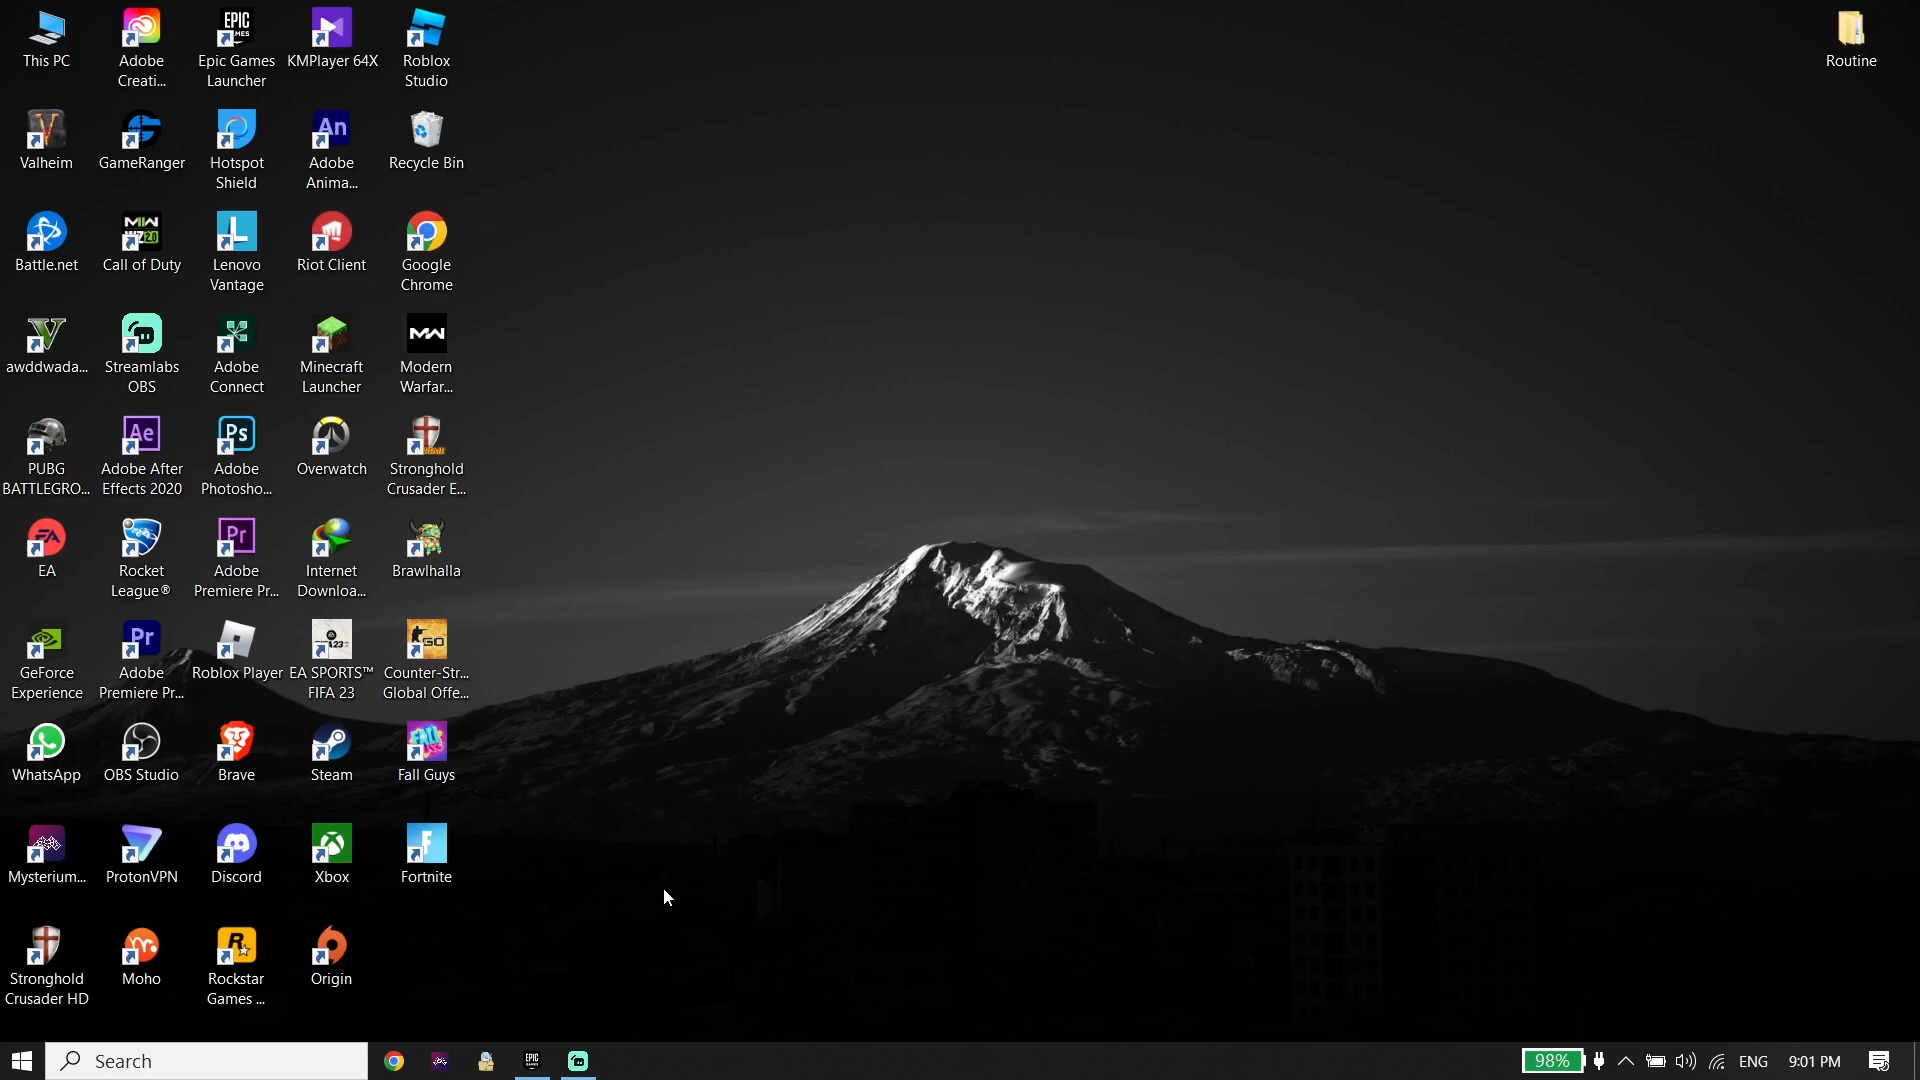 This PC
Adobe
Creati...
Epic Games
Launcher
KMPlayer 64X
Roblox
Studio
Routine
Valheim
GameRanger
Hotspot
Shield
Adobe
Anima...
Recycle Bin
Battle.net
Call of Duty
Lenovo
Vantage
Riot Client
Google
Chrome
awddwada...
Streamlabs
OBS
Adobe
Connect
Minecraft
Launcher
Modern
Warfar...
PUBG
BATTLEGRO...
Adobe After
Effects 2020
Adobe
Photosho...
Overwatch
Stronghold
Crusader E...
EA
Rocket
League®
Adobe
Premiere Pr...
Internet
Downloa...
Brawlhalla
GeForce
Experience
Adobe
Premiere Pr...
Roblox Player
EA SPORTS™
FIFA 23
Counter-Str...
Global Offe...
WhatsApp
OBS Studio
Brave
Steam
Fall Guys
Mysterium...
ProtonVPN
Discord
Xbox
Fortnite
Stronghold
Crusader HD
Moho
Rockstar
Games ...
Origin
Search
98%
ENG
9:01 PM